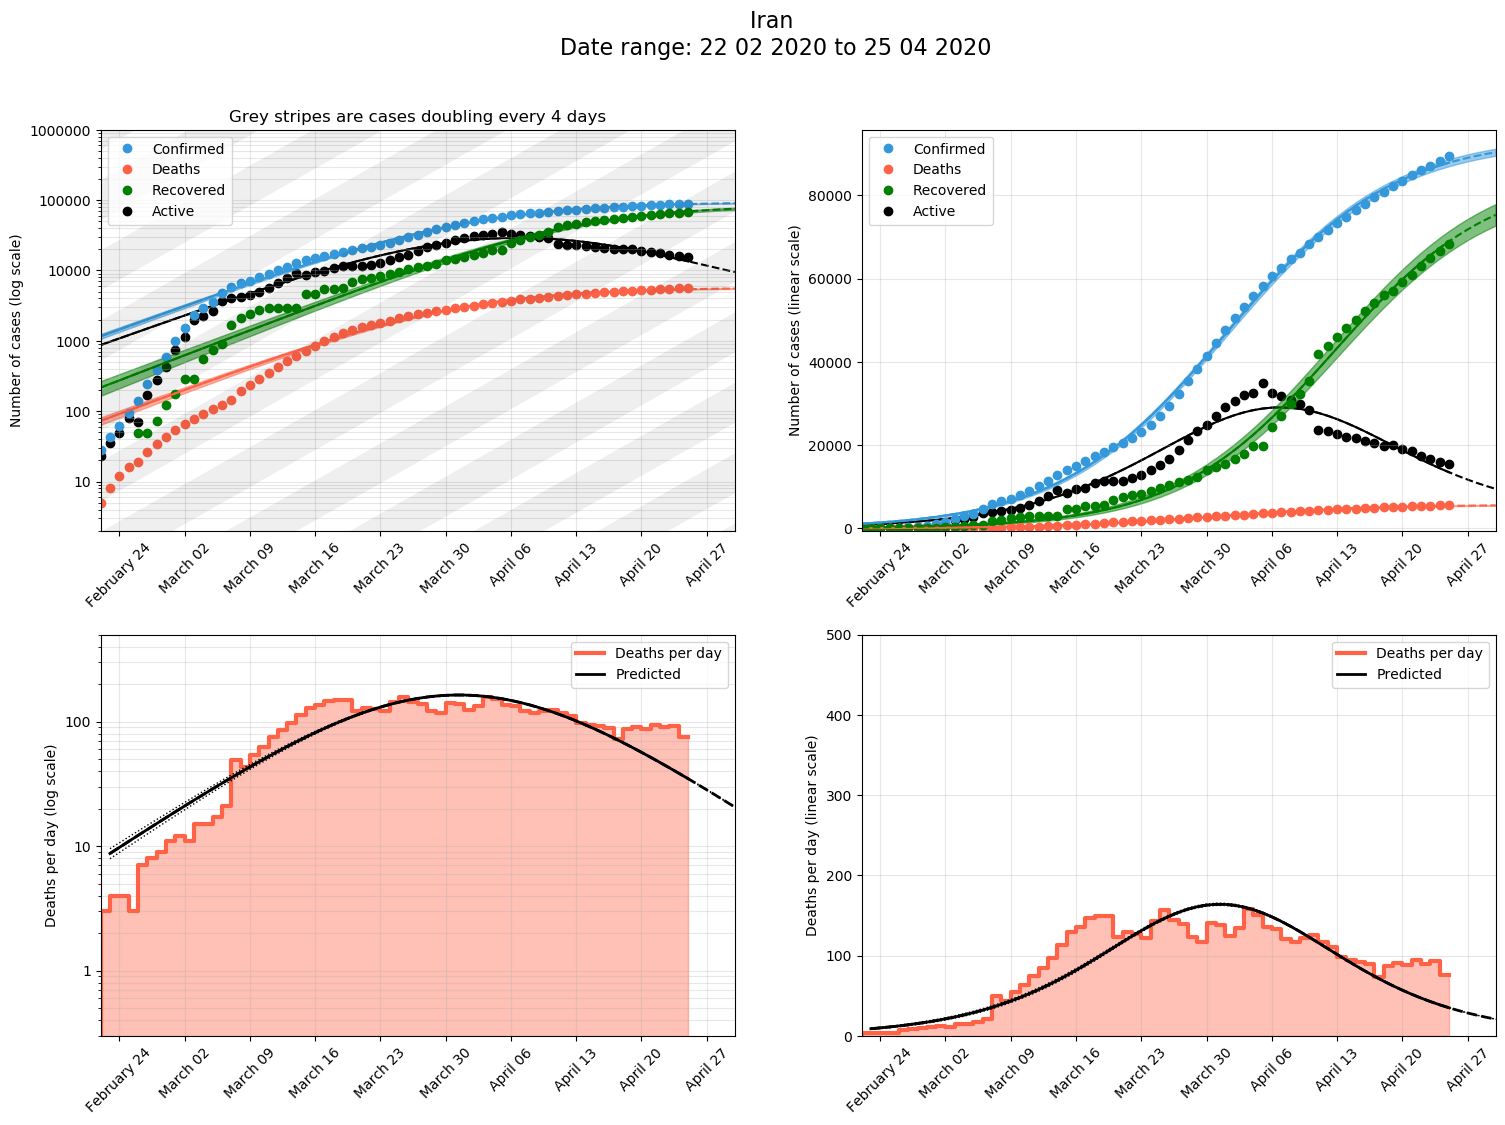 Iran
Date range: 22 02 2020 to 25 04 2020
Grey stripes are cases doubling every 4 days
Number of cases (log scale)
1000000
100000
10000
1000
100
10
Confirmed
Deaths
Recovered
Active
February 24
March 02
March 09
March 16
March 23
March 30
April 06
April 13
April 20
April 27
Number of cases (linear scale)
80000
60000
40000
20000
0
Confirmed
Deaths
Recovered
Active
February 24
March 02
March 09
March 16
March 23
March 30
April 06
April 13
April 20
April 27
Deaths per day (log scale)
100
10
1
Deaths per day
Predicted
February 24
March 02
March 09
March 16
March 23
March 30
April 06
April 13
April 20
April 27
Deaths per day (linear scale)
500
400
300
200
100
0
Deaths per day
Predicted
February 24
March 02
March 09
March 16
March 23
March 30
April 06
April 13
April 20
April 27